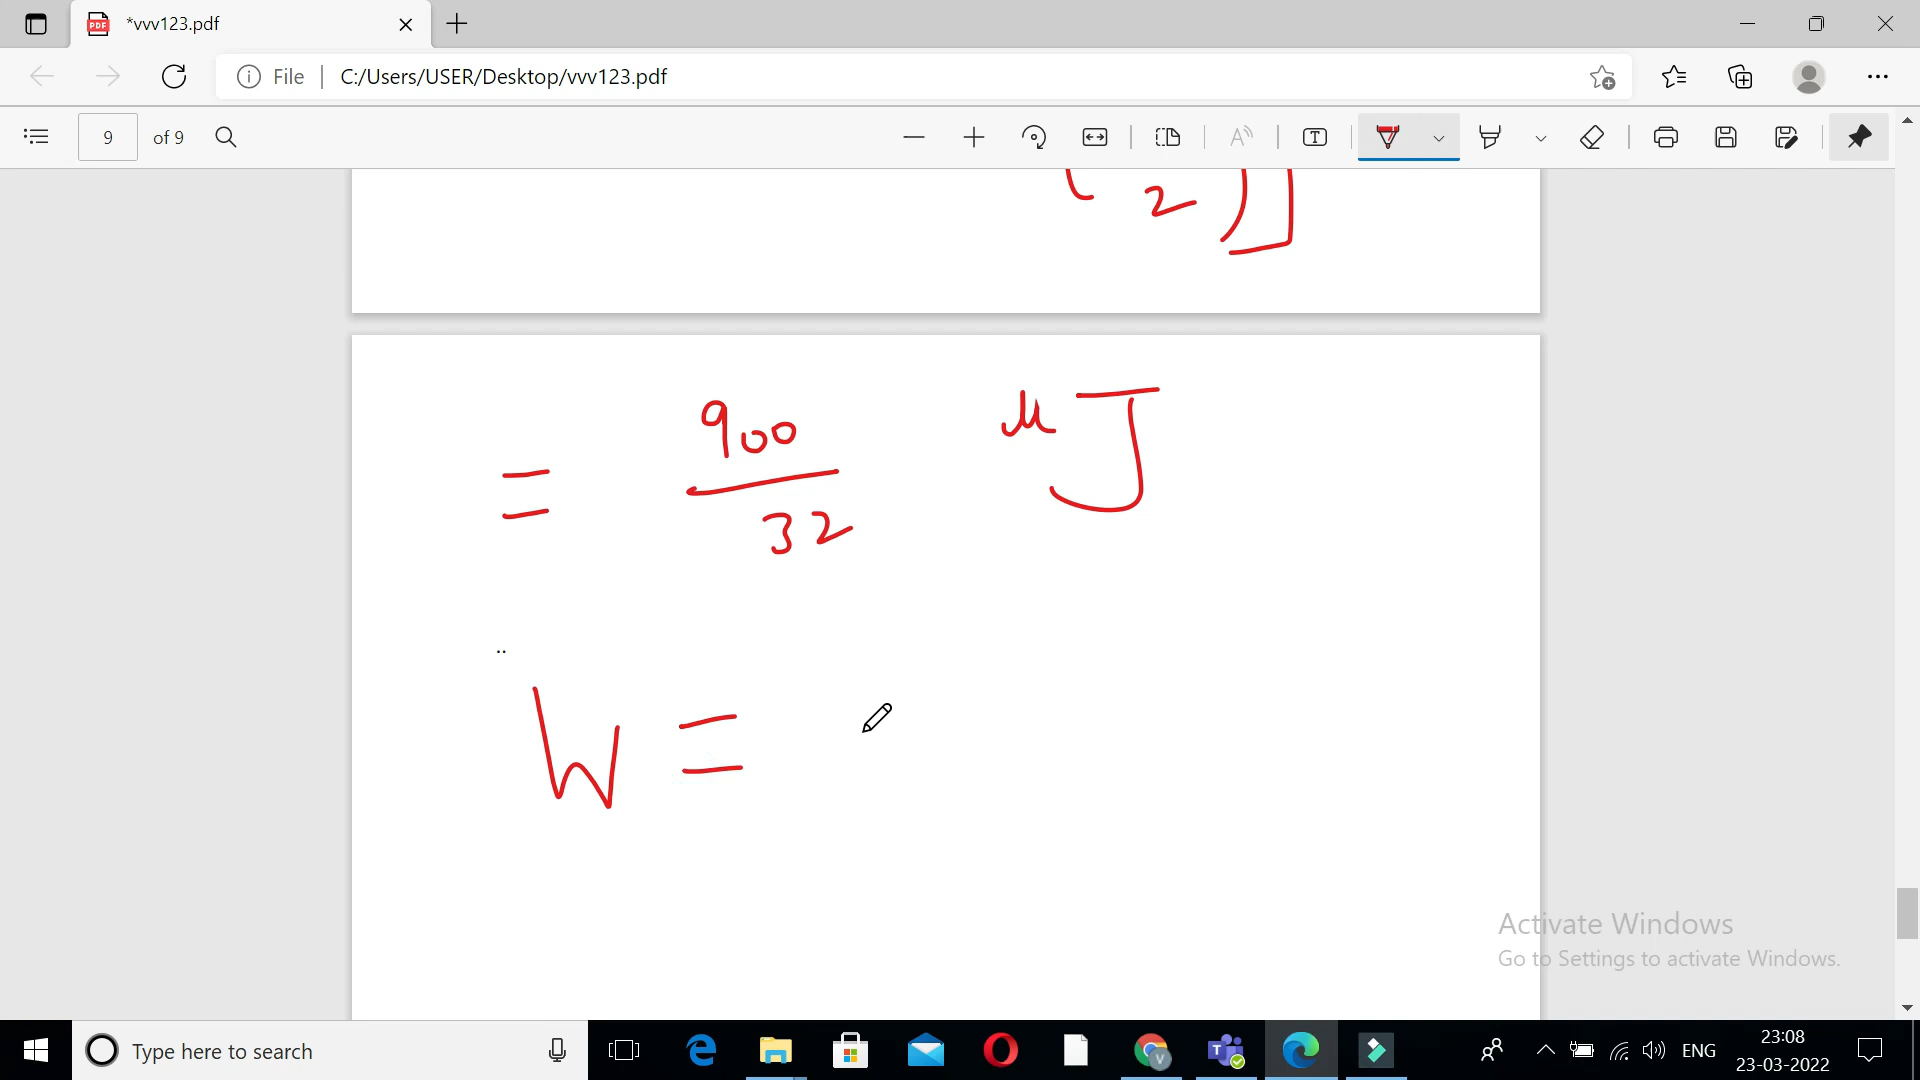 *vvv123.pdf
File | C:/Users/USER/Desktop/vvv123.pdf
9 of 9
2 ) ]
= 900 / 32 μ J
..
W =
Activate Windows
Go to Settings to activate Windows.
Type here to search
ENG
23:08
23-03-2022